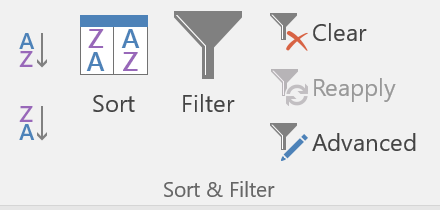 A
Z
Z
A
Z A
A Z
Sort
Filter
Clear
Reapply
Advanced
Sort & Filter